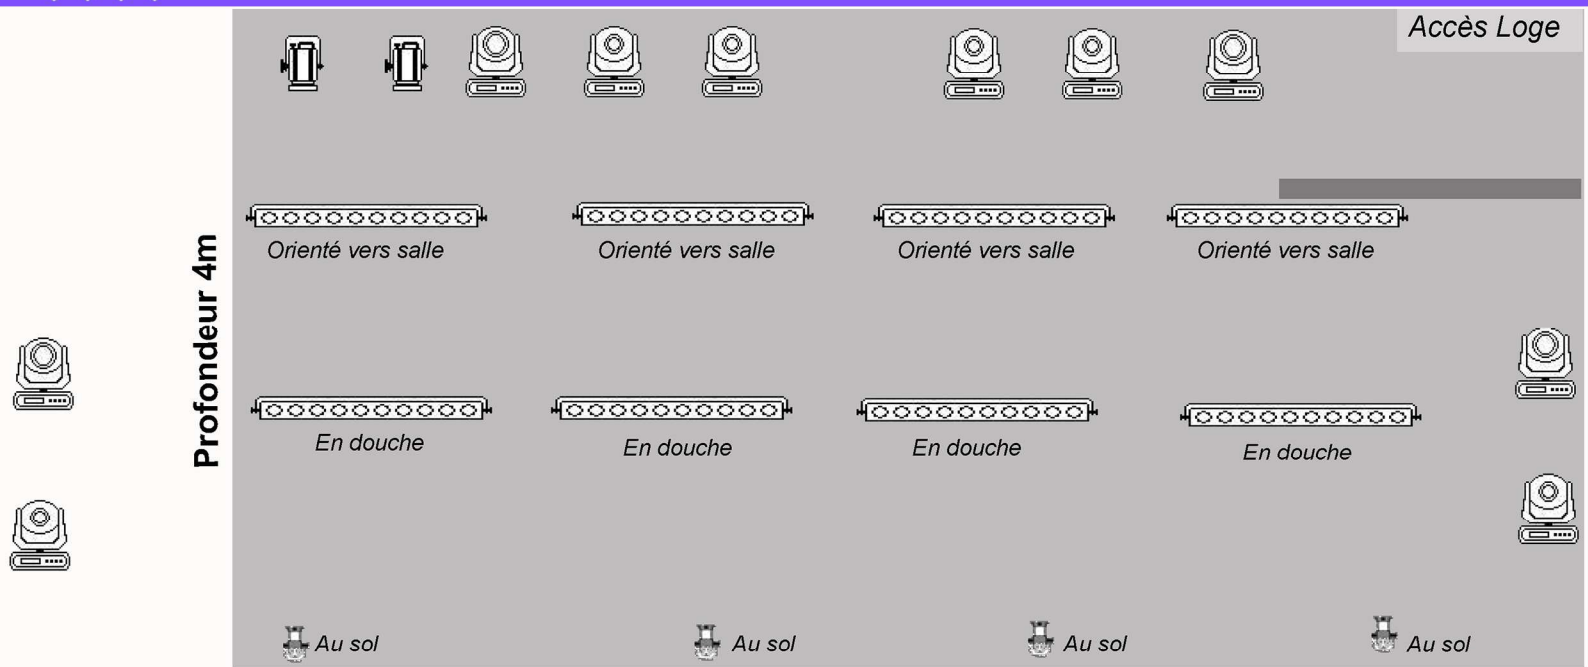 Accès Loge
Profondeur 4m
Orienté vers salle
Orienté vers salle
Orienté vers salle
Orienté vers salle
En douche
En douche
En douche
En douche
Au sol
Au sol
Au sol
Au sol